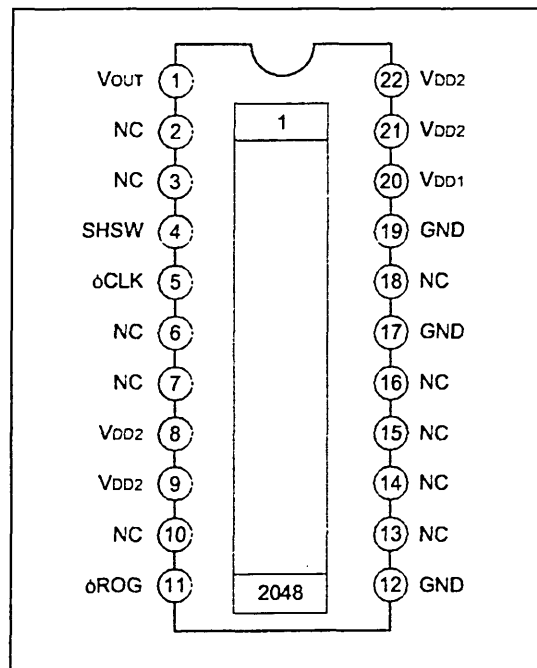 VOUT 1 22 VDD2
NC 2 21 VDD2
1
NC 3 20 VDD1
SHSW 4 19 GND
óCLK 5 18 NC
NC 6 17 GND
NC 7 16 NC
VDD2 8 15 NC
VDD2 9 14 NC
NC 10 13 NC
óROG 11 12 GND
2048